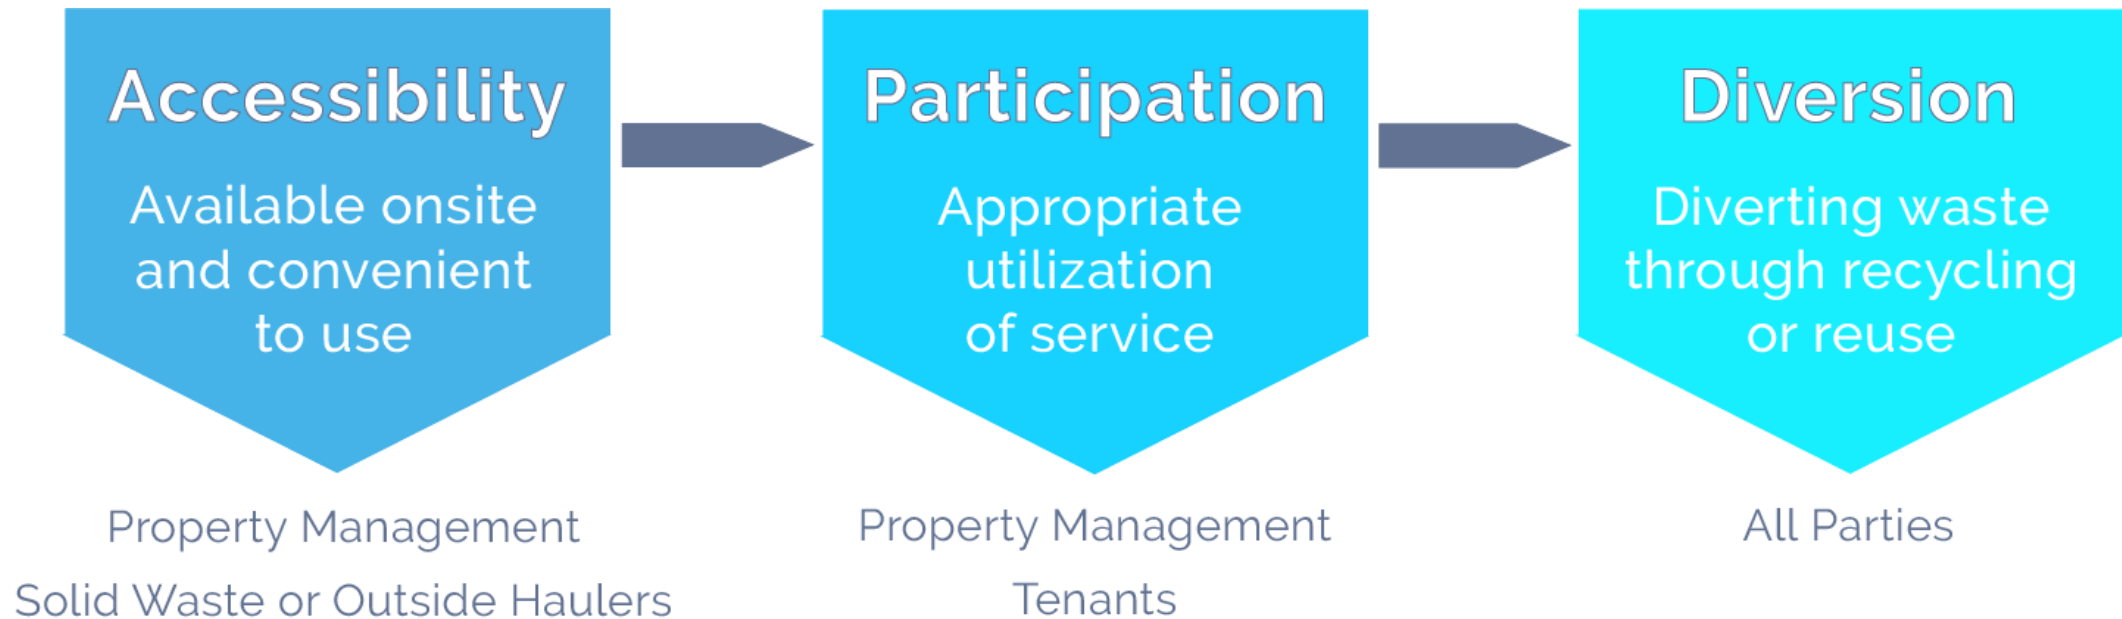 Accessibility
Available onsite
and convenient
to use
Property Management
Solid Waste or Outside Haulers
Participation
Appropriate
utilization
of service
Property Management
Tenants
Diversion
Diverting waste
through recycling
or reuse
All Parties